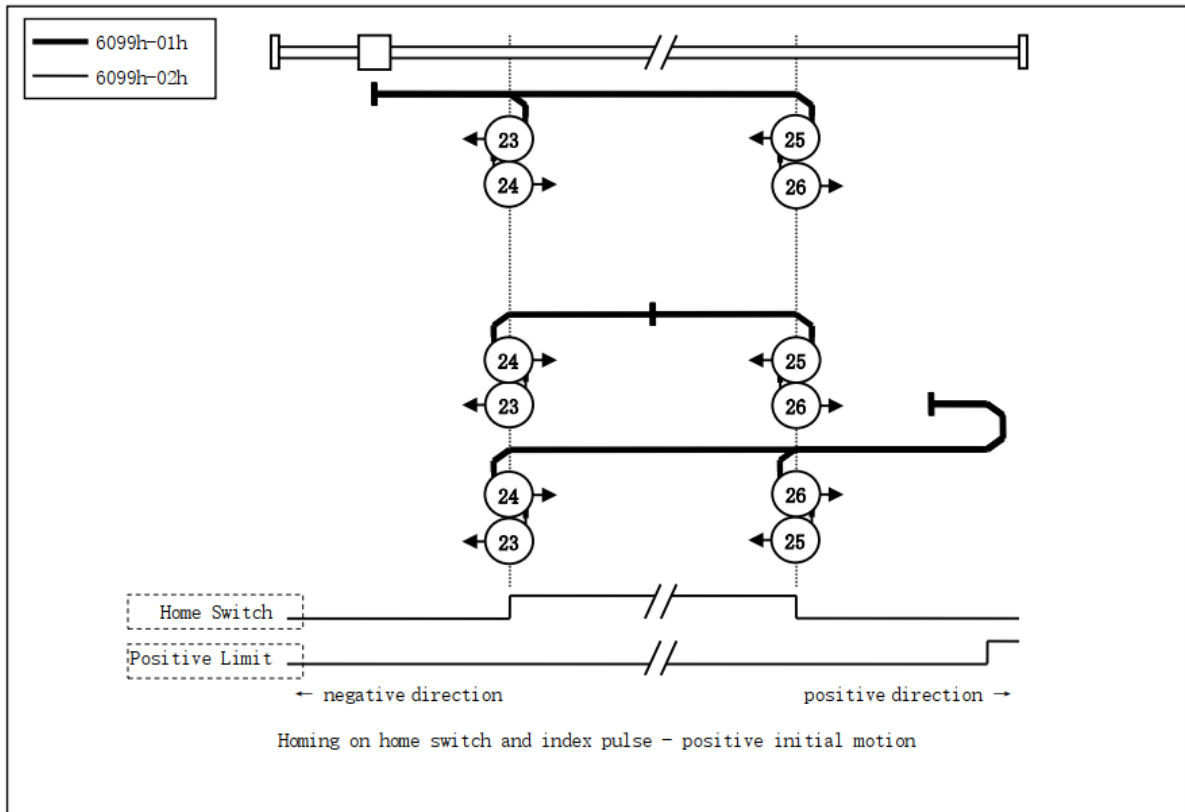 6099h-01h
6099h-02h
23 25
24 26
24 25
23 26
24 26
23 25
Home Switch
Positive Limit
← negative direction positive direction →
Homing on home switch and index pulse - positive initial motion